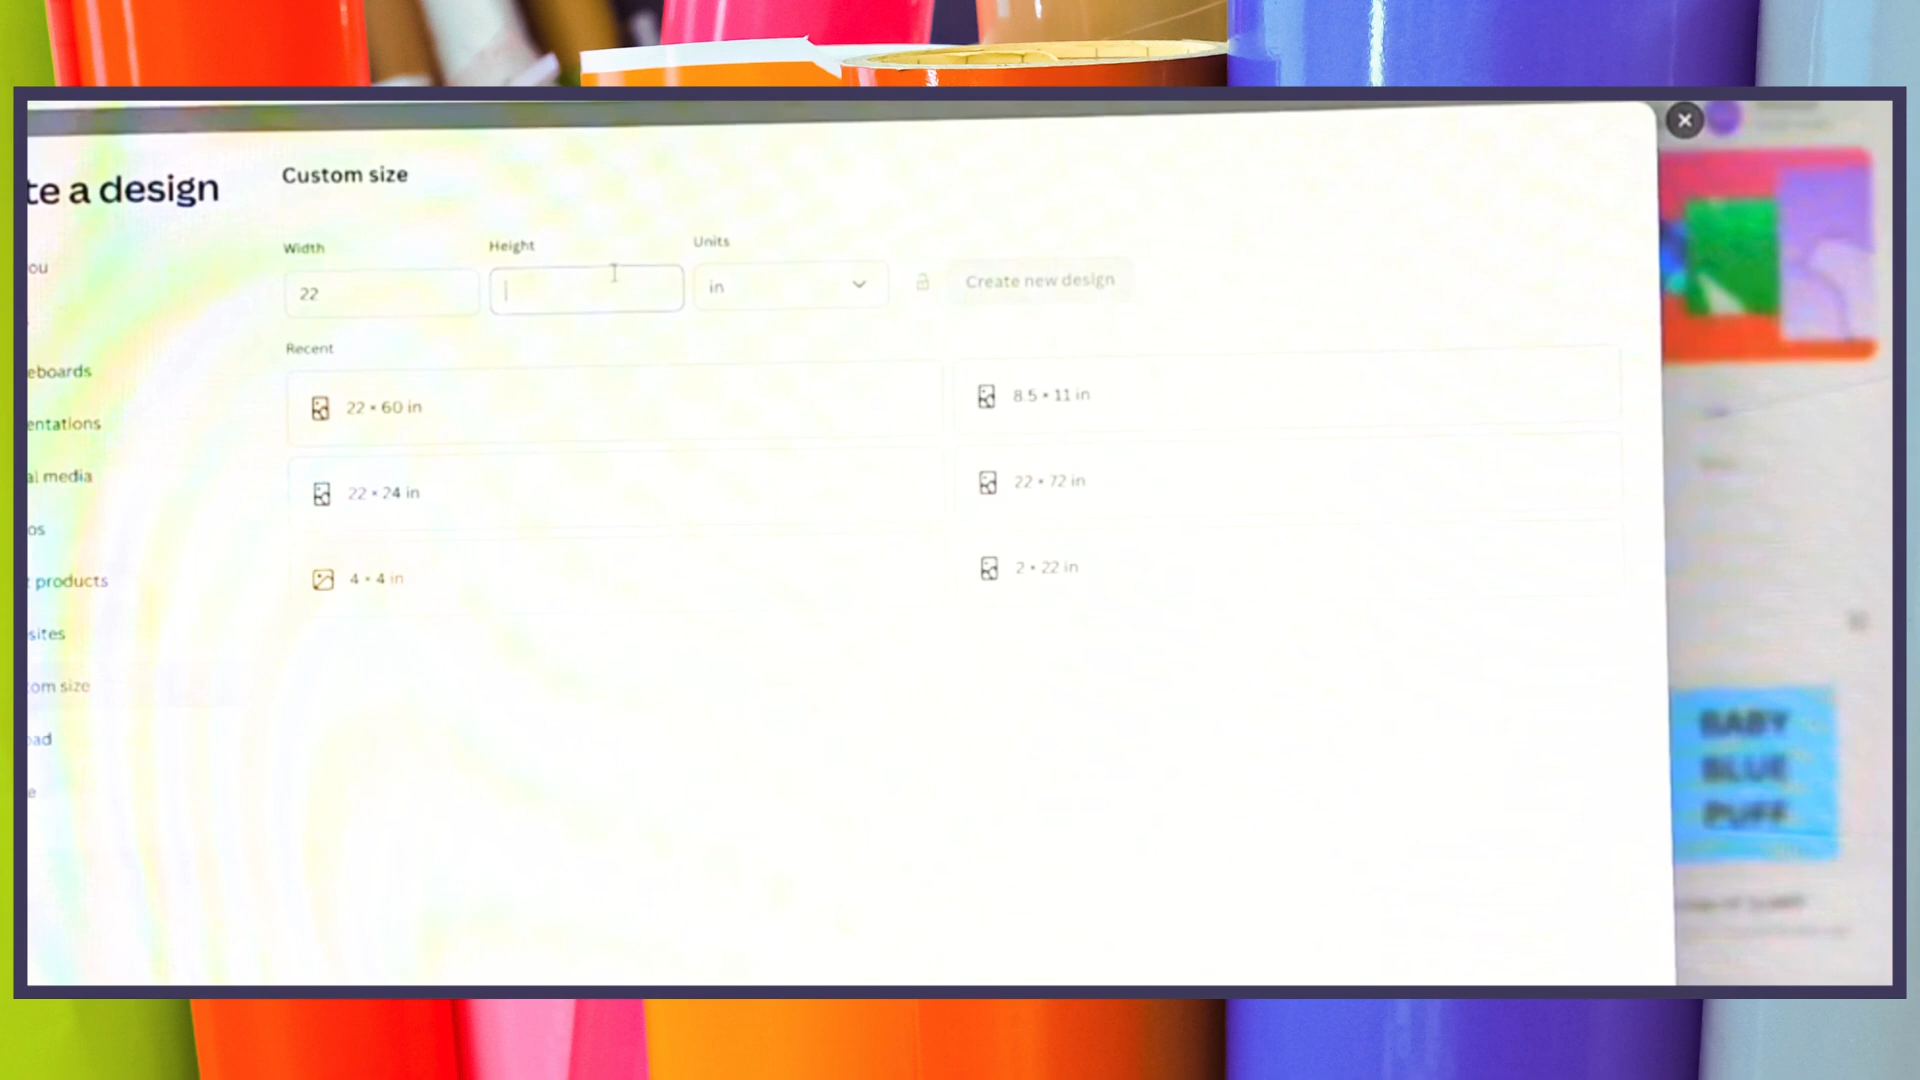 te a design
ou
eboards
entations
al media
os
products
sites
om size
oad
e
Custom size
Width
Height
Units
22
in
Create new design
Recent
22 × 60 in
8.5 × 11 in
22 × 24 in
22 × 72 in
4 × 4 in
2 × 22 in
BABY
BLUE
PUFF